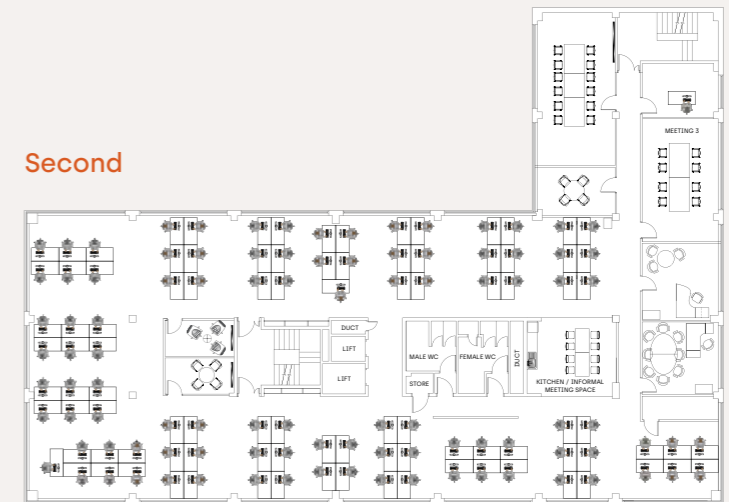 Second
MEETING 3
DUCT
LIFT
LIFT
MALE WC
FEMALE WC
DUCT
STORE
KITCHEN / INFORMAL
MEETING SPACE